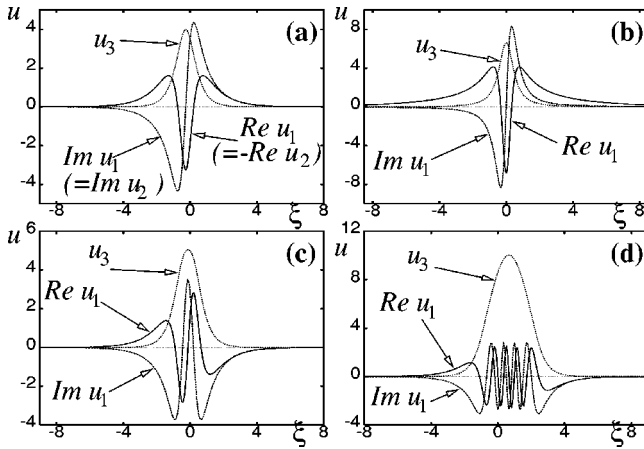 u
4
2
0
-2
-4
-8 -4 0 4 ξ 8
(a)
u₃
Im u₁
(=Im u₂ )
Re u₁
(=-Re u₂)
u
8
4
0
-4
-8
-8 -4 0 4 ξ 8
(b)
u₃
Im u₁
Re u₁
u
6
4
2
0
-2
-4
-8 -4 0 4 ξ 8
(c)
u₃
Re u₁
Im u₁
u
12
8
4
0
-4
-8 -4 0 4 ξ 8
(d)
u₃
Re u₁
Im u₁